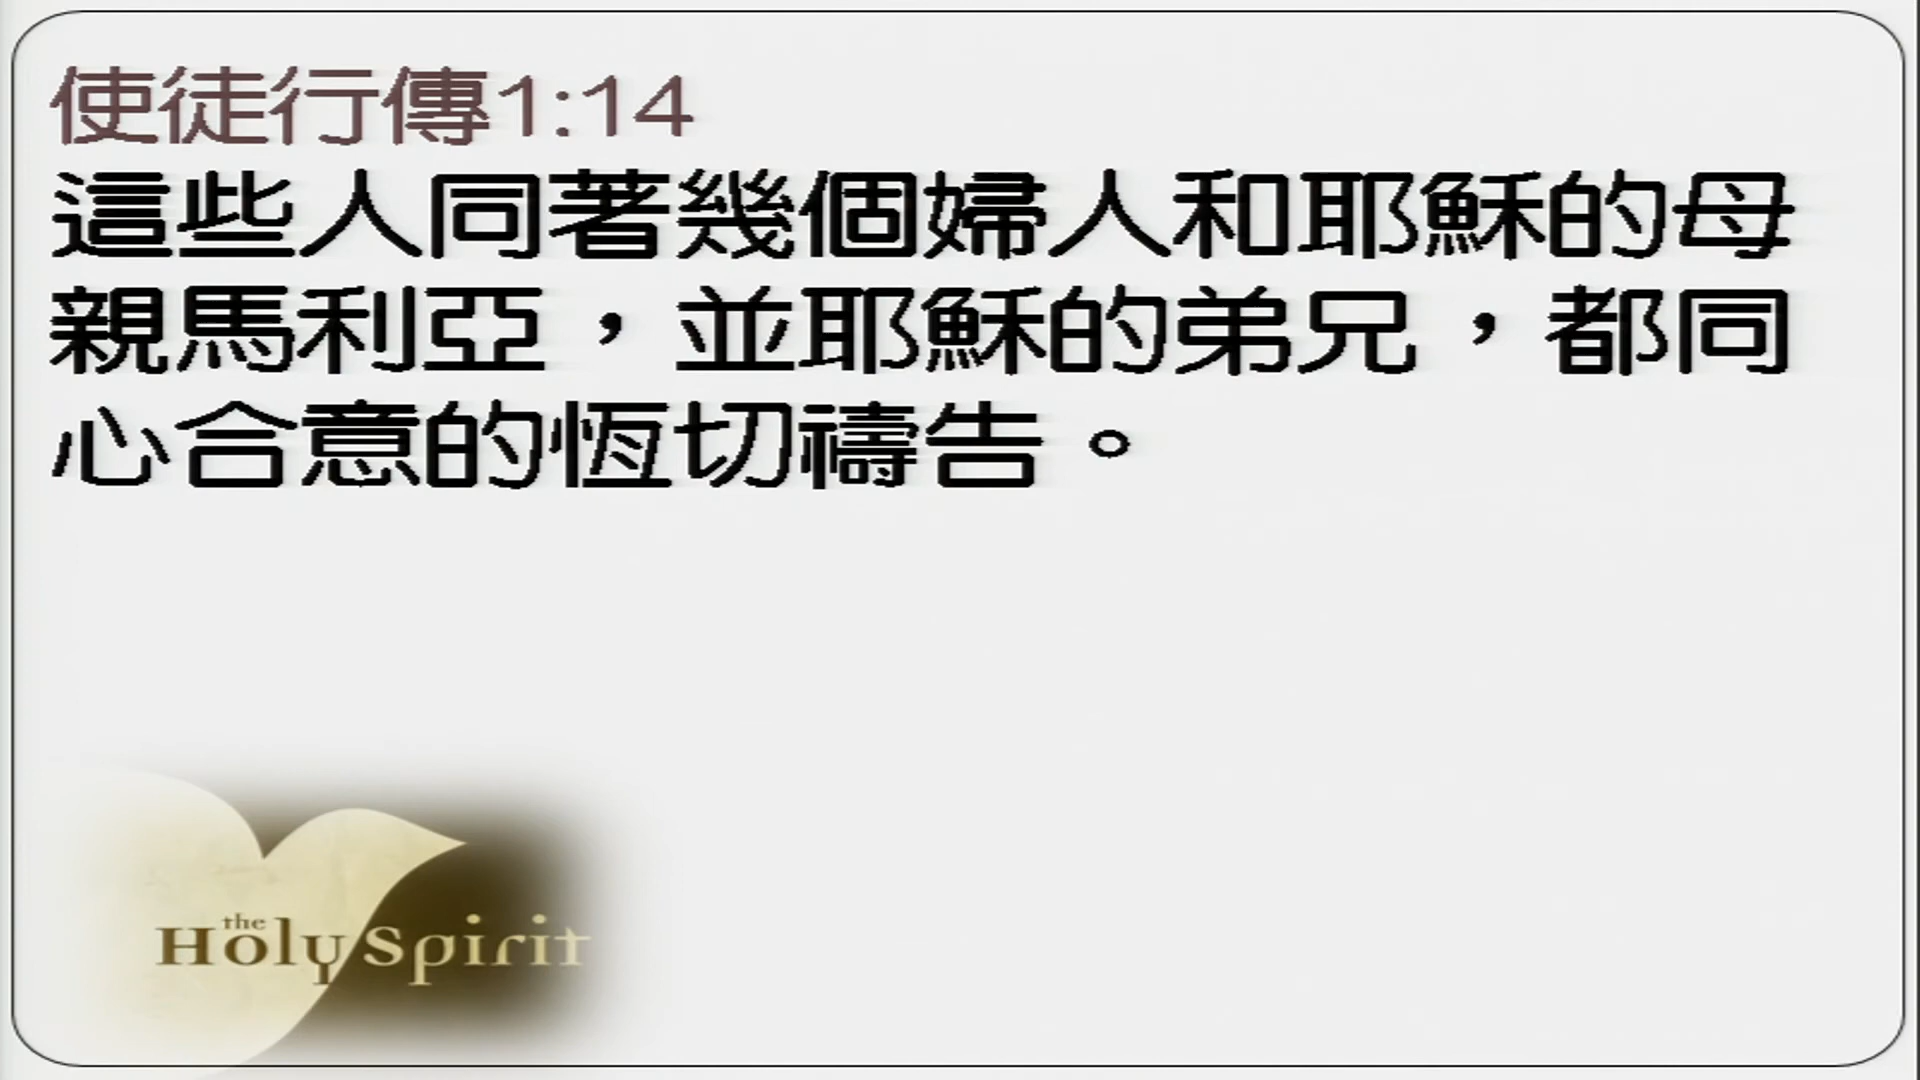 使徒行傳1:14
這些人同著幾個婦人和耶穌的母
親馬利亞，並耶穌的弟兄，都同
心合意的恆切禱告。
the
Holy Spirit